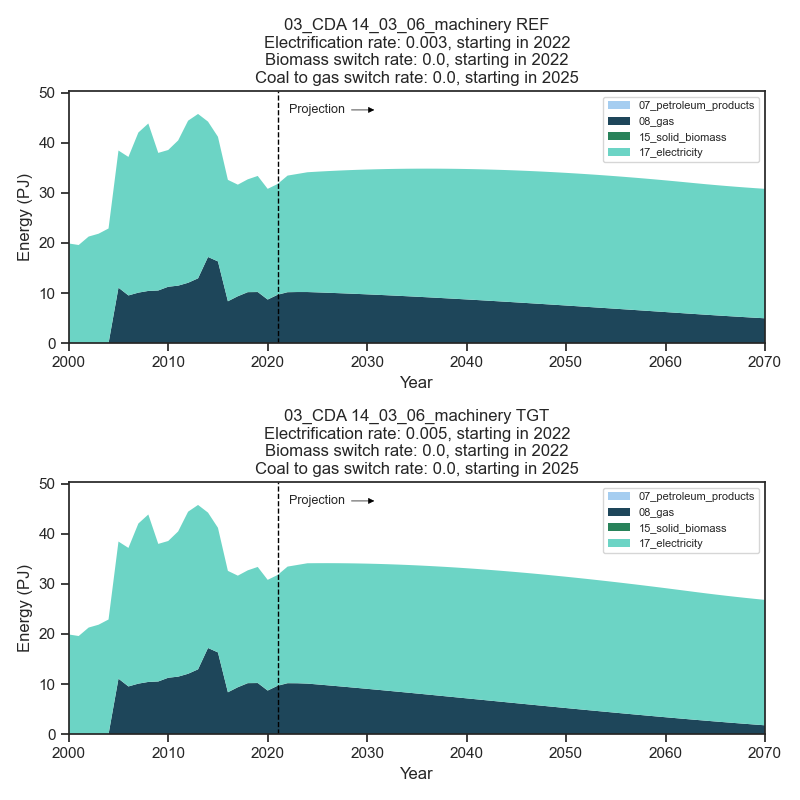 03_CDA 14_03_06_machinery REF
Electrification rate: 0.003, starting in 2022
Biomass switch rate: 0.0, starting in 2022
Coal to gas switch rate: 0.0, starting in 2025
50
40
30
20
10
0
Energy (PJ)
Projection
07_petroleum_products
08_gas
15_solid_biomass
17_electricity
2000 2010 2020 2030 2040 2050 2060 2070
Year
03_CDA 14_03_06_machinery TGT
Electrification rate: 0.005, starting in 2022
Biomass switch rate: 0.0, starting in 2022
Coal to gas switch rate: 0.0, starting in 2025
50
40
30
20
10
0
Energy (PJ)
Projection
07_petroleum_products
08_gas
15_solid_biomass
17_electricity
2000 2010 2020 2030 2040 2050 2060 2070
Year